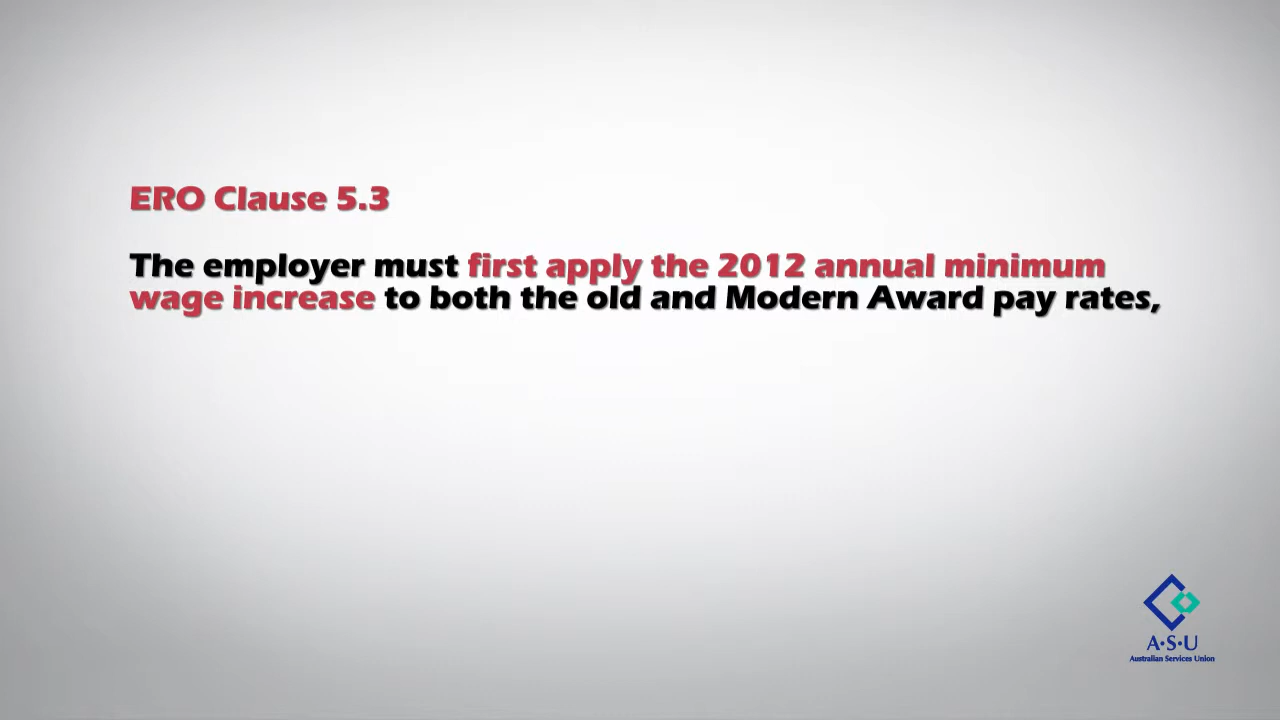 ERO Clause 5.3
The employer must first apply the 2012 annual minimum
wage increase to both the old and Modern Award pay rates,
A·S·U
Australian Services Union